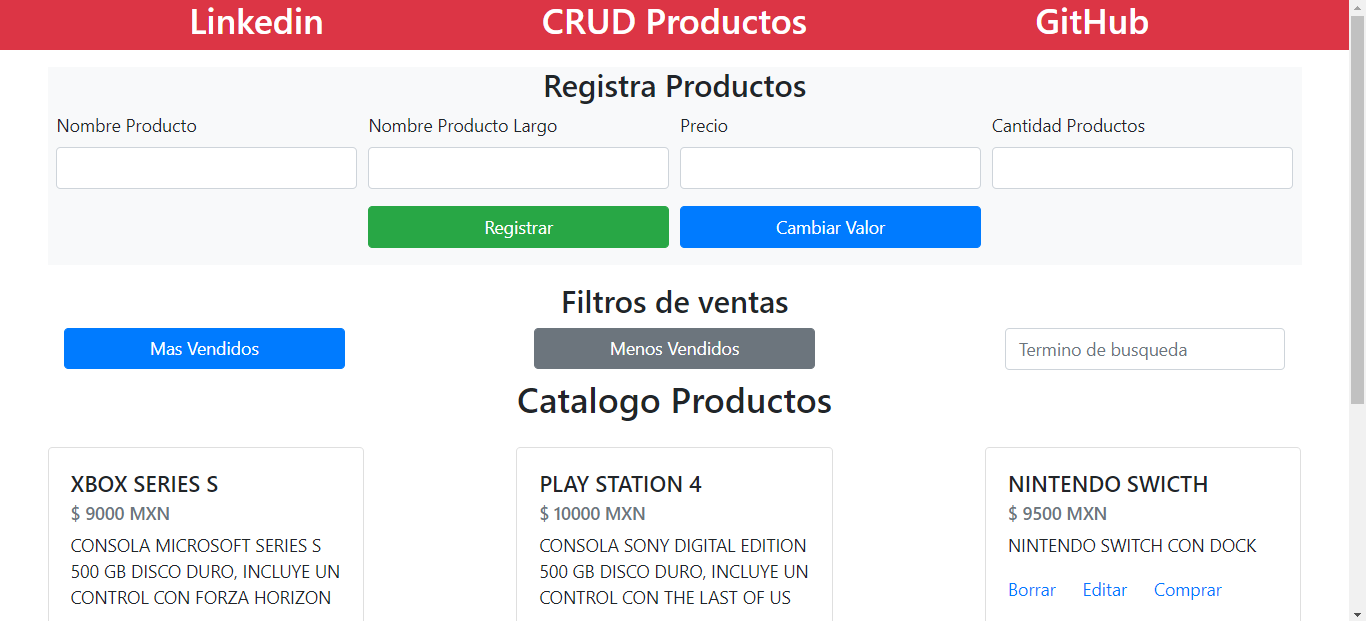 Linkedin CRUD Productos GitHub
Registra Productos
Nombre Producto Nombre Producto Largo Precio Cantidad Productos
Registrar Cambiar Valor
Filtros de ventas
Mas Vendidos Menos Vendidos Termino de busqueda
Catalogo Productos
XBOX SERIES S
$ 9000 MXN
CONSOLA MICROSOFT SERIES S
500 GB DISCO DURO, INCLUYE UN
CONTROL CON FORZA HORIZON
PLAY STATION 4
$ 10000 MXN
CONSOLA SONY DIGITAL EDITION
500 GB DISCO DURO, INCLUYE UN
CONTROL CON THE LAST OF US
NINTENDO SWICTH
$ 9500 MXN
NINTENDO SWITCH CON DOCK
Borrar Editar Comprar